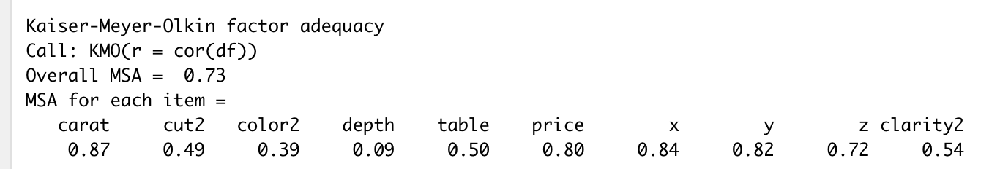 Kaiser-Meyer-Olkin factor adequacy
Call: KMO(r = cor(df))
Overall MSA =  0.73
MSA for each item = 
   carat     cut2   color2    depth    table    price        x        y        z clarity2
    0.87     0.49     0.39     0.09     0.50     0.80     0.84     0.82     0.72     0.54